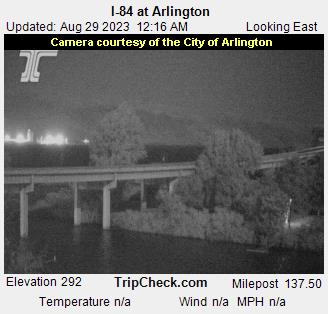 I-84 at Arlington
Updated: Aug 29 2023 12:16 AM Looking East
Camera courtesy of the City of Arlington
Elevation 292 TripCheck.com Milepost 137.50
Temperature n/a Wind n/a MPH n/a